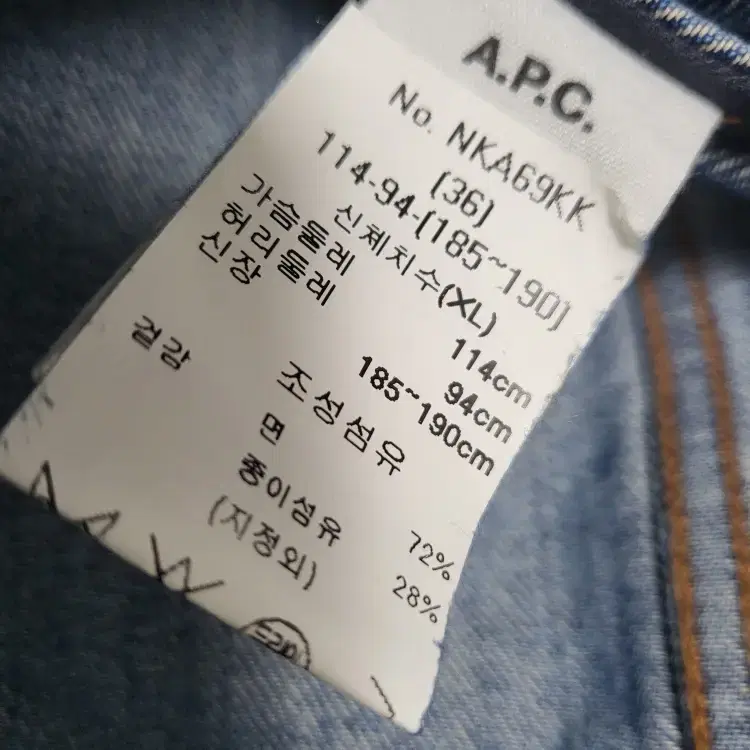 A.P.C.
No. NKA69KK
(36)
114-94-(185~190)
신체치수(XL)
가슴둘레 114cm
허리둘레 94cm
신장 185~190cm
조성섬유
겉감 면 72%
종이섬유 28%
(지정외)